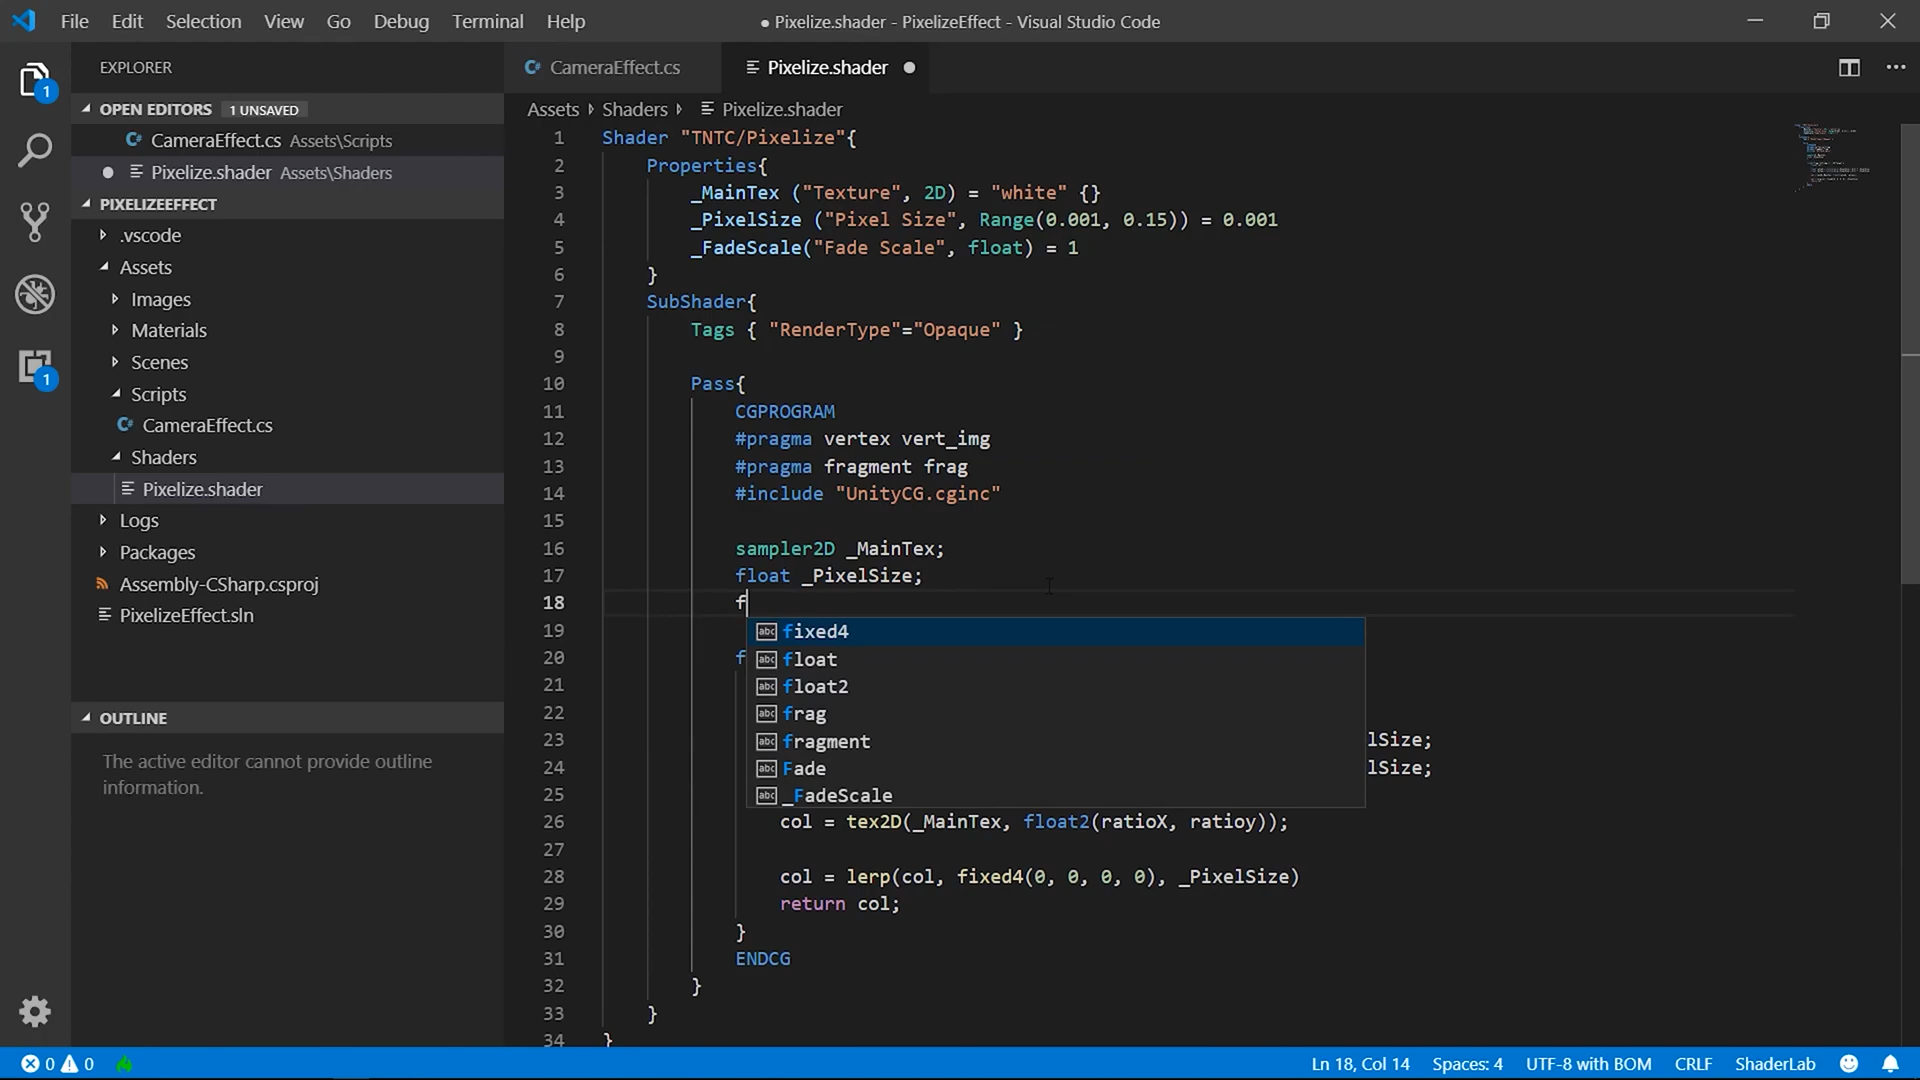 File Edit Selection View Go Debug Terminal Help
● Pixelize.shader - PixelizeEffect - Visual Studio Code
1
1
EXPLORER
OPEN EDITORS 1 UNSAVED
CameraEffect.cs Assets\Scripts
Pixelize.shader Assets\Shaders
PIXELIZEEFFECT
.vscode
Assets
Images
Materials
Scenes
Scripts
CameraEffect.cs
Shaders
Pixelize.shader
Logs
Packages
Assembly-CSharp.csproj
PixelizeEffect.sln
OUTLINE
The active editor cannot provide outline
information.
CameraEffect.cs
Pixelize.shader
Assets Shaders Pixelize.shader
1 Shader "TNTC/Pixelize"{
2 Properties{
3 _MainTex ("Texture", 2D) = "white" {}
4 _PixelSize ("Pixel Size", Range(0.001, 0.15)) = 0.001
5 _FadeScale("Fade Scale", float) = 1
6 }
7 SubShader{
8 Tags { "RenderType"="Opaque" }
9
10 Pass{
11 CGPROGRAM
12 #pragma vertex vert_img
13 #pragma fragment frag
14 #include "UnityCG.cginc"
15
16 sampler2D _MainTex;
17 float _PixelSize;
18 f
19
20 f
21
22
23 lSize;
24 lSize;
25
fixed4
float
float2
frag
fragment
Fade
_FadeScale
26 col = tex2D(_MainTex, float2(ratioX, ratioy));
27
28 col = lerp(col, fixed4(0, 0, 0, 0), _PixelSize)
29 return col;
30 }
31 ENDCG
32 }
33 }
34 }
0 0
Ln 18, Col 14 Spaces: 4 UTF-8 with BOM CRLF ShaderLab